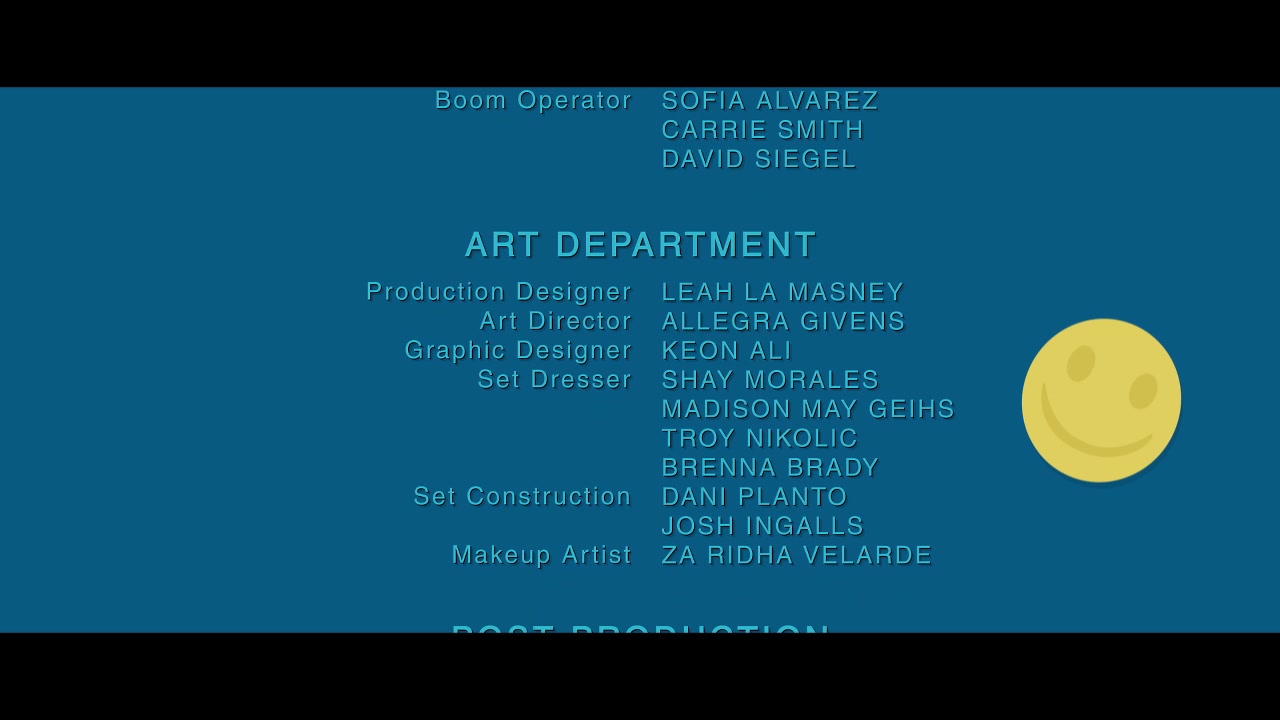 Boom Operator SOFIA ALVAREZ
CARRIE SMITH
DAVID SIEGEL
ART DEPARTMENT
Production Designer LEAH LA MASNEY
Art Director ALLEGRA GIVENS
Graphic Designer KEON ALI
Set Dresser SHAY MORALES
MADISON MAY GEIHS
TROY NIKOLIC
BRENNA BRADY
Set Construction DANI PLANTO
JOSH INGALLS
Makeup Artist ZA RIDHA VELARDE
POST PRODUCTION